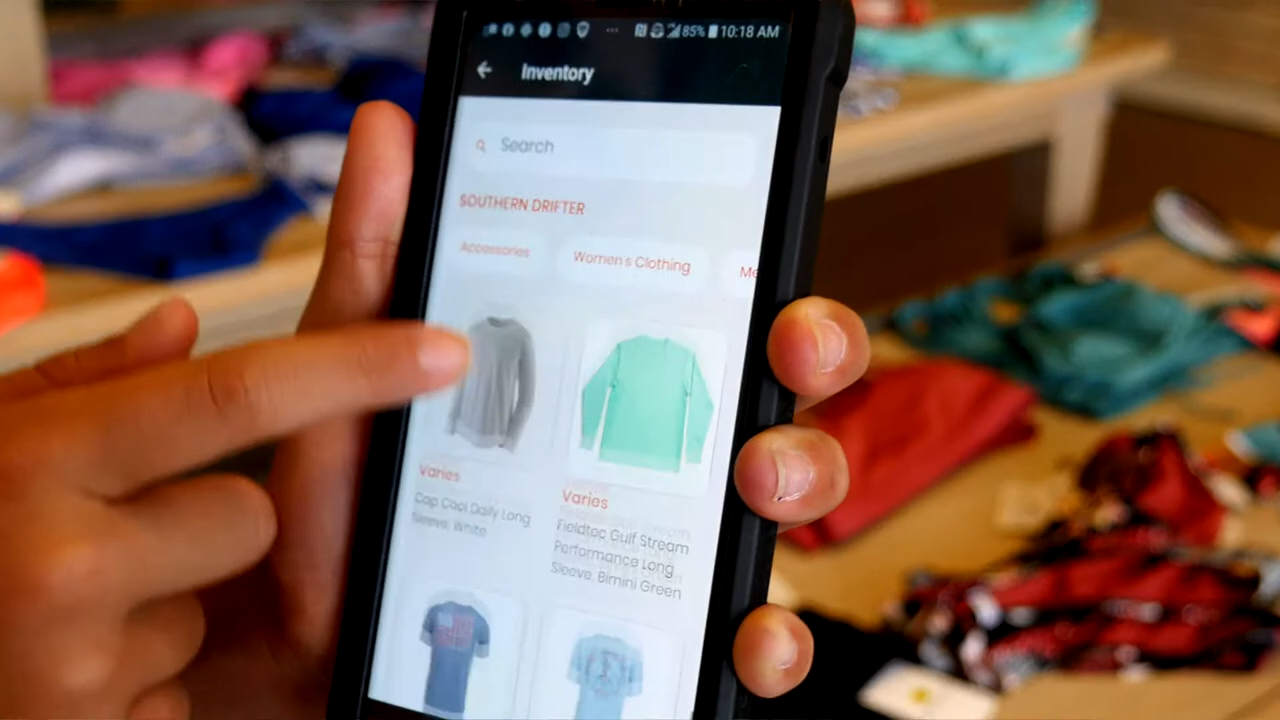 85% 10:18 AM
Inventory
Search
SOUTHERN DRIFTER
Accessories
Women's Clothing
Me
Varies
Cap Cool Daily Long
Sleeve, White
Varies
Fieldtec Gulf Stream
Performance Long
Sleeve, Bimini Green